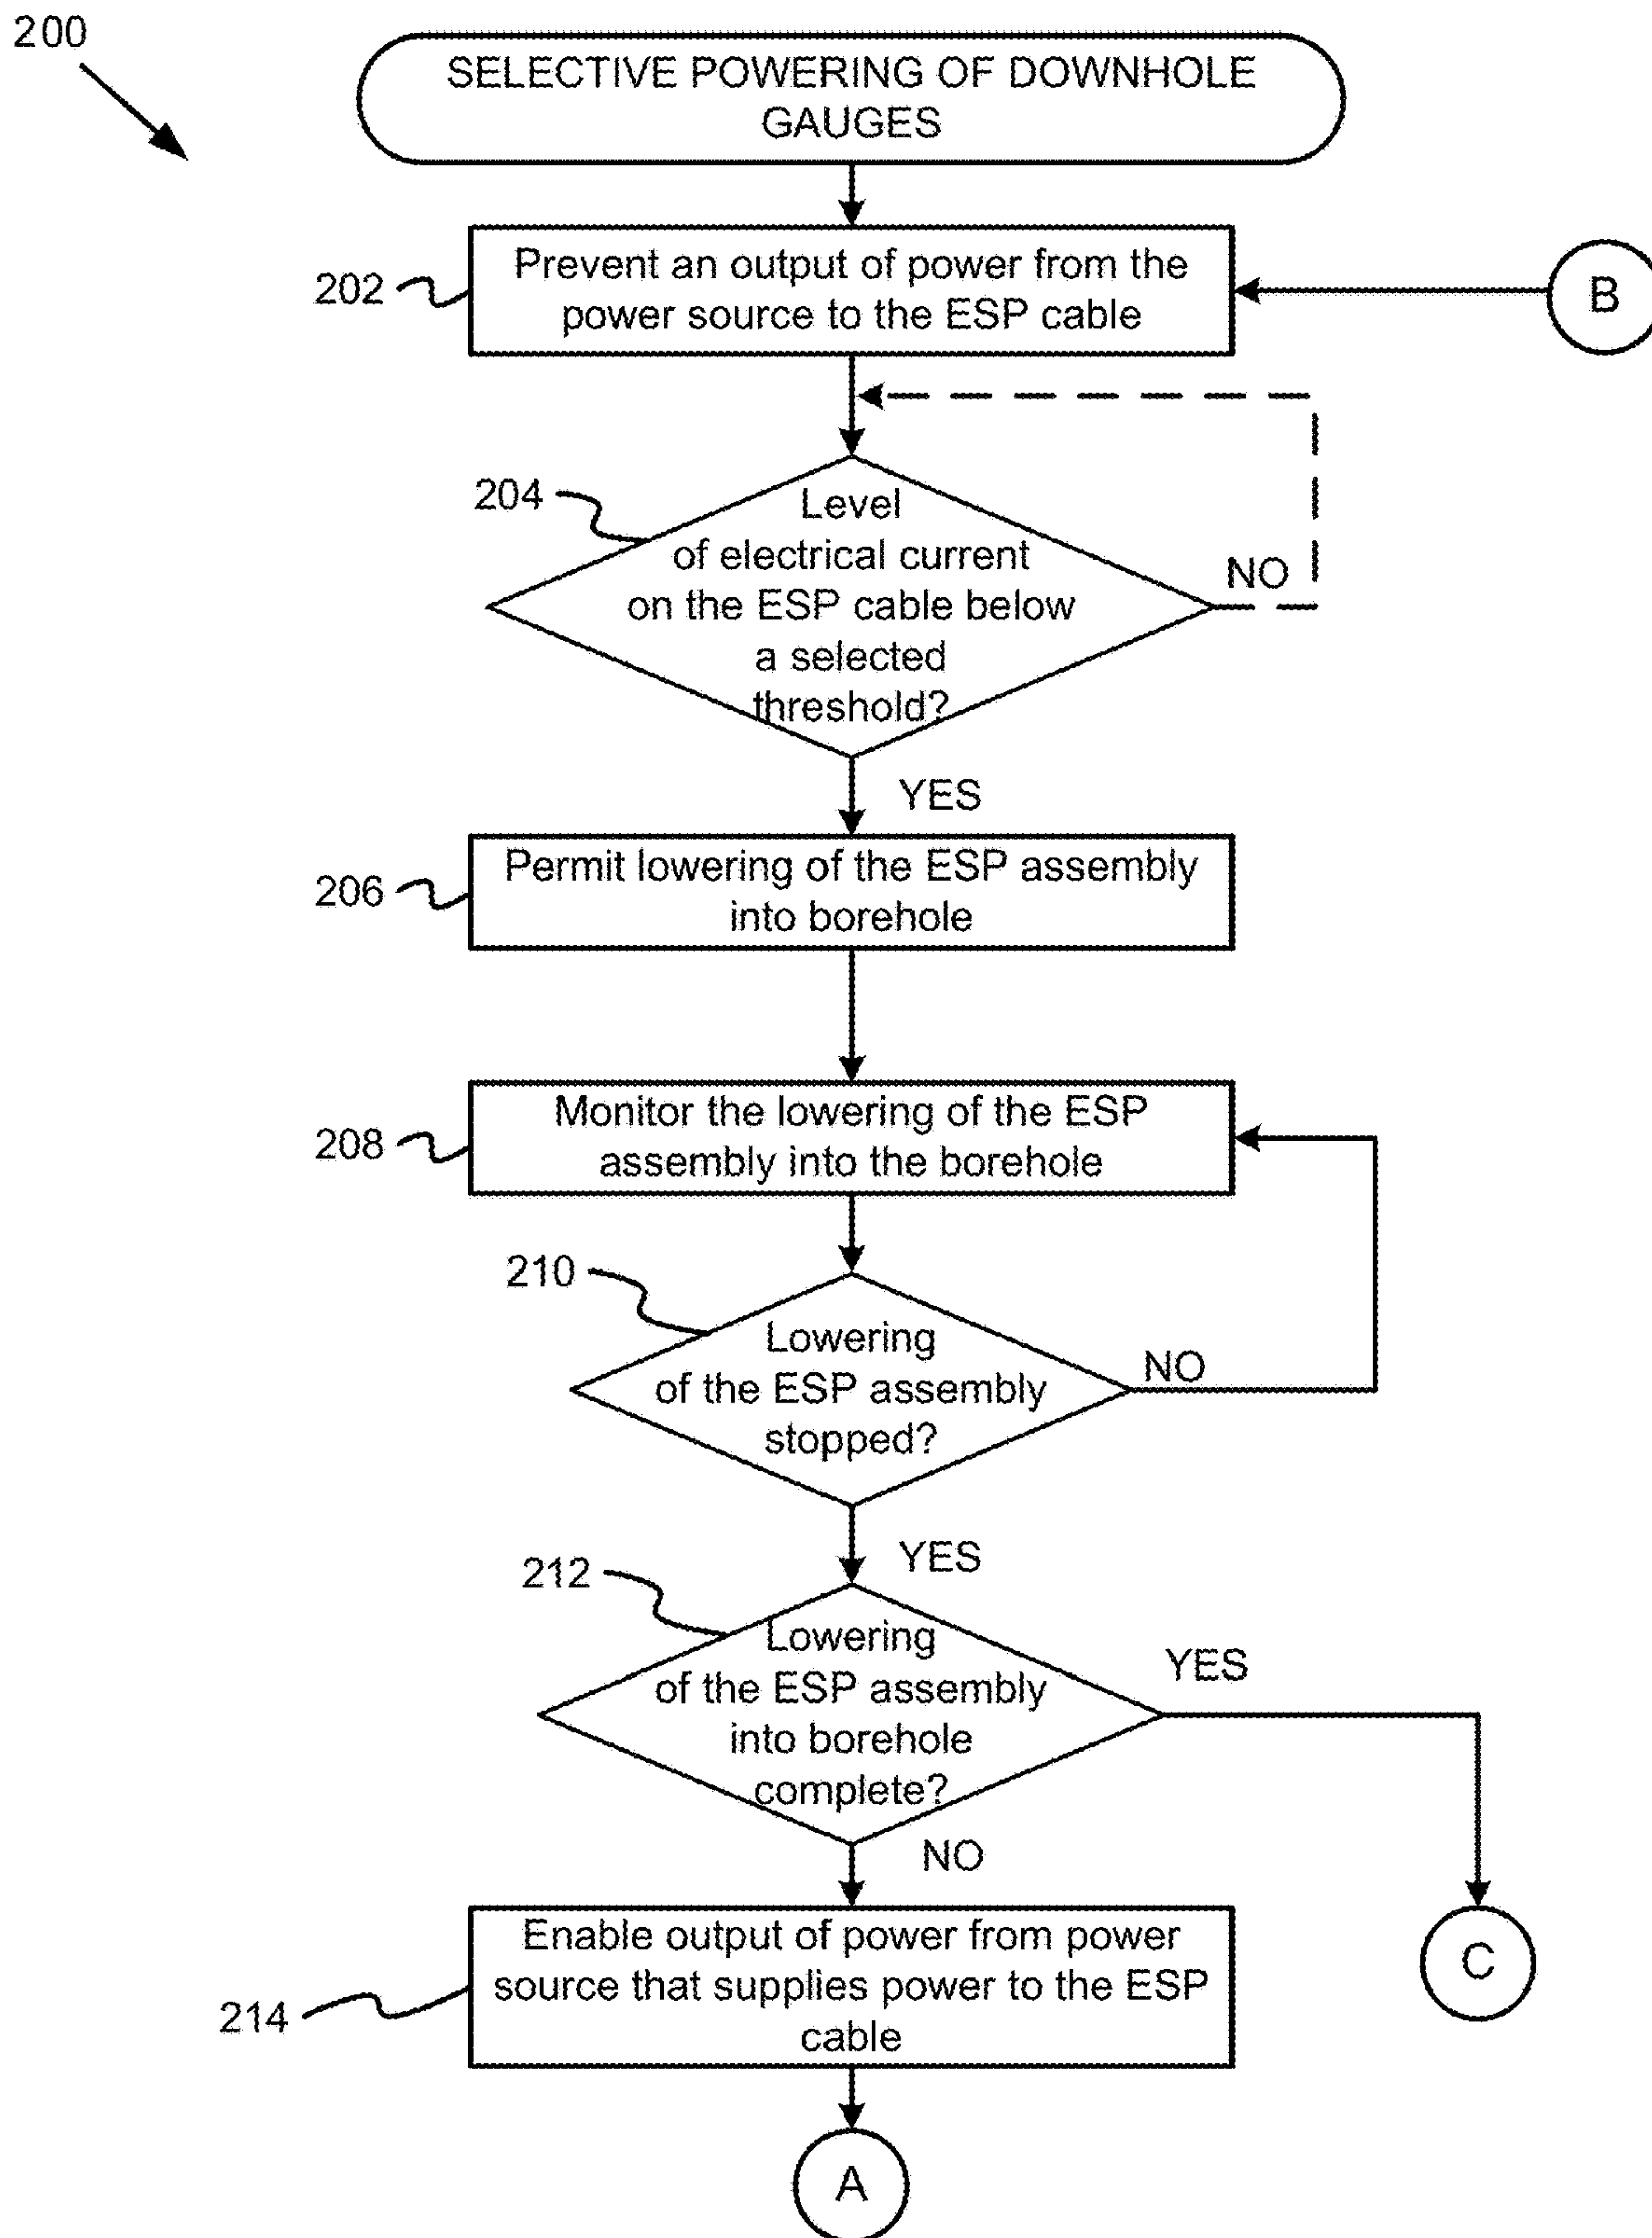 200
SELECTIVE POWERING OF DOWNHOLE
GAUGES
202
Prevent an output of power from the
power source to the ESP cable
B
204
Level
of electrical current
on the ESP cable below
a selected
threshold?
NO
YES
206
Permit lowering of the ESP assembly
into borehole
208
Monitor the lowering of the ESP
assembly into the borehole
210
Lowering
of the ESP assembly
stopped?
NO
YES
212
Lowering
of the ESP assembly
into borehole
complete?
YES
NO
214
Enable output of power from power
source that supplies power to the ESP
cable
C
A